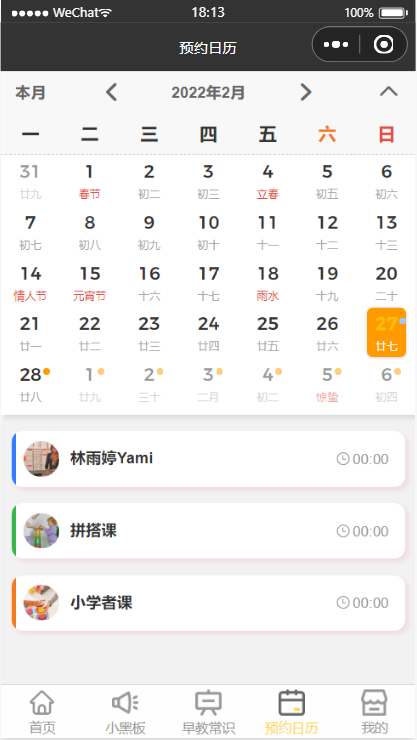 WeChat 18:13 100%
预约日历
本月 2022年2月
一 二 三 四 五 六 日
31 1 2 3 4 5 6
廿九 春节 初二 初三 立春 初五 初六
7 8 9 10 11 12 13
初七 初八 初九 初十 十一 十二 十三
14 15 16 17 18 19 20
情人节 元宵节 十六 十七 雨水 十九 二十
21 22 23 24 25 26 27
廿一 廿二 廿三 廿四 廿五 廿六 廿七
28 1 2 3 4 5 6
廿八 廿九 三十 二月 初二 惊蛰 初四
林雨婷Yami 00:00
拼搭课 00:00
小学者课 00:00
首页 小黑板 早教常识 预约日历 我的